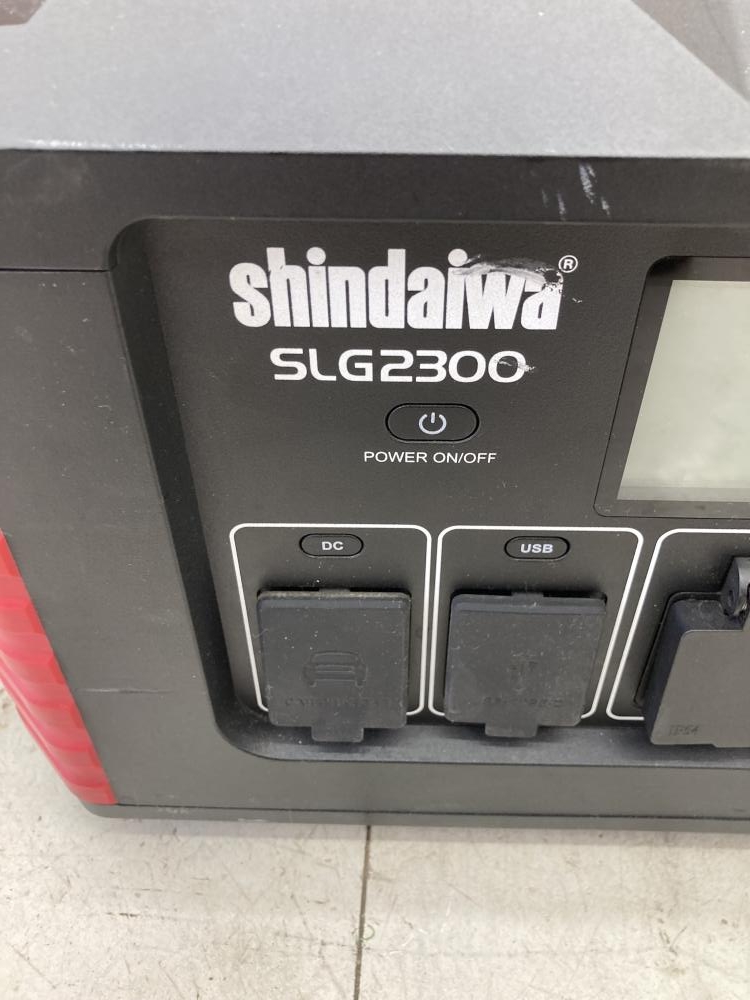 shindaiwa®
SLG2300
POWER ON/OFF
DC
USB